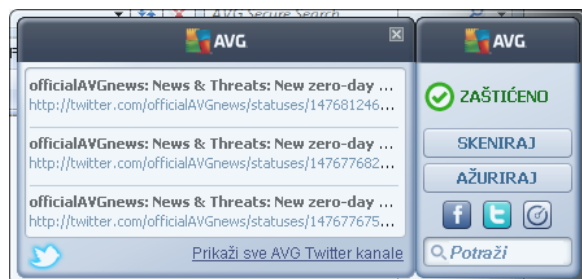 AVG Secure Search
AVG
officialAVGnews: News & Threats: New zero-day ...
http://twitter.com/officialAVGnews/statuses/147681246...
officialAVGnews: News & Threats: New zero-day ...
http://twitter.com/officialAVGnews/statuses/147677682...
officialAVGnews: News & Threats: New zero-day ...
http://twitter.com/officialAVGnews/statuses/147677675...
Prikaži sve AVG Twitter kanale
AVG
ZAŠTIĆENO
SKENIRAJ
AŽURIRAJ
Potraži